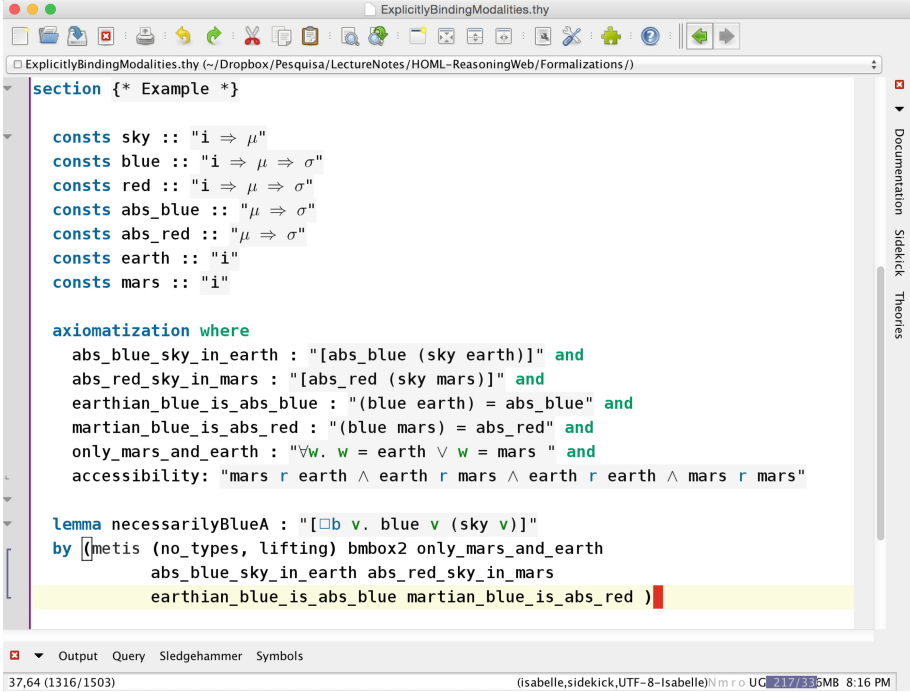 ExplicitlyBindingModalities.thy
ExplicitlyBindingModalities.thy (~/Dropbox/Pesquisa/LectureNotes/HOML-ReasoningWeb/Formalizations/)
section {* Example *}
consts sky :: "i ⇒ μ"
consts blue :: "i ⇒ μ ⇒ σ"
consts red :: "i ⇒ μ ⇒ σ"
consts abs_blue :: "μ ⇒ σ"
consts abs_red :: "μ ⇒ σ"
consts earth :: "i"
consts mars :: "i"
axiomatization where
abs_blue_sky_in_earth : "[abs_blue (sky earth)]" and
abs_red_sky_in_mars : "[abs_red (sky mars)]" and
earthian_blue_is_abs_blue : "(blue earth) = abs_blue" and
martian_blue_is_abs_red : "(blue mars) = abs_red" and
only_mars_and_earth : "∀w. w = earth ∨ w = mars " and
accessibility: "mars r earth ∧ earth r mars ∧ earth r earth ∧ mars r mars"
lemma necessarilyBlueA : "[□b v. blue v (sky v)]"
by (metis (no_types, lifting) bmbox2 only_mars_and_earth
abs_blue_sky_in_earth abs_red_sky_in_mars
earthian_blue_is_abs_blue martian_blue_is_abs_red )
Documentation
Sidekick
Theories
Output Query Sledgehammer Symbols
37,64 (1316/1503) (isabelle,sidekick,UTF-8-Isabelle)N m r o UG 217/336MB 8:16 PM